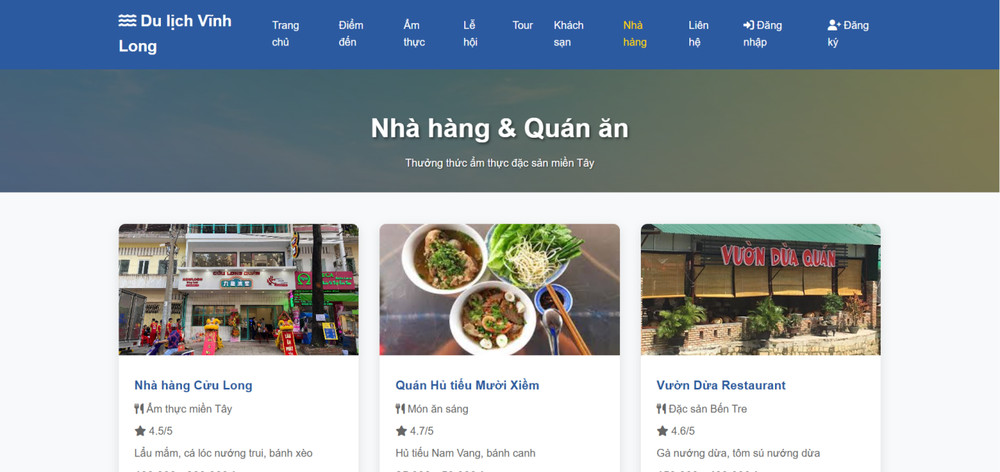 Du lịch Vĩnh Long
Trang chủ
Điểm đến
Ẩm thực
Lễ hội
Tour
Khách sạn
Nhà hàng
Liên hệ
Đăng nhập
Đăng ký
Nhà hàng & Quán ăn
Thưởng thức ẩm thực đặc sản miền Tây
CỬU LONG QUÁN
VƯỜN DỪA QUÁN
Nhà hàng Cửu Long
Ẩm thực miền Tây
4.5/5
Lẩu mắm, cá lóc nướng trui, bánh xèo
Quán Hủ tiếu Mười Xiềm
Món ăn sáng
4.7/5
Hủ tiếu Nam Vang, bánh canh
Vườn Dừa Restaurant
Đặc sản Bến Tre
4.6/5
Gà nướng dừa, tôm sú nướng dừa